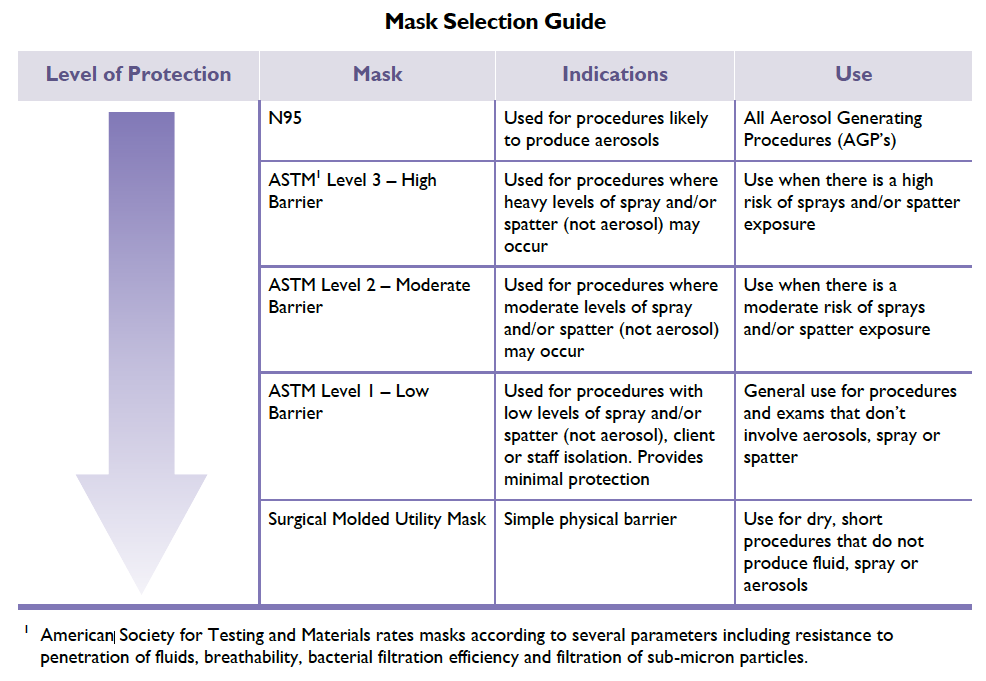 Mask Selection Guide
Level of Protection
Mask
Indications
Use
N95
Used for procedures likely
to produce aerosols
All Aerosol Generating
Procedures (AGP's)
ASTM¹ Level 3 – High
Barrier
Used for procedures where
heavy levels of spray and/or
spatter (not aerosol) may
occur
Use when there is a high
risk of sprays and/or spatter
exposure
ASTM Level 2 – Moderate
Barrier
Used for procedures where
moderate levels of spray
and/or spatter (not aerosol)
may occur
Use when there is a
moderate risk of sprays
and/or spatter exposure
ASTM Level 1 – Low
Barrier
Used for procedures with
low levels of spray and/or
spatter (not aerosol), client
or staff isolation. Provides
minimal protection
General use for procedures
and exams that don't
involve aerosols, spray or
spatter
Surgical Molded Utility Mask
Simple physical barrier
Use for dry, short
procedures that do not
produce fluid, spray or
aerosols
¹ American Society for Testing and Materials rates masks according to several parameters including resistance to
penetration of fluids, breathability, bacterial filtration efficiency and filtration of sub-micron particles.